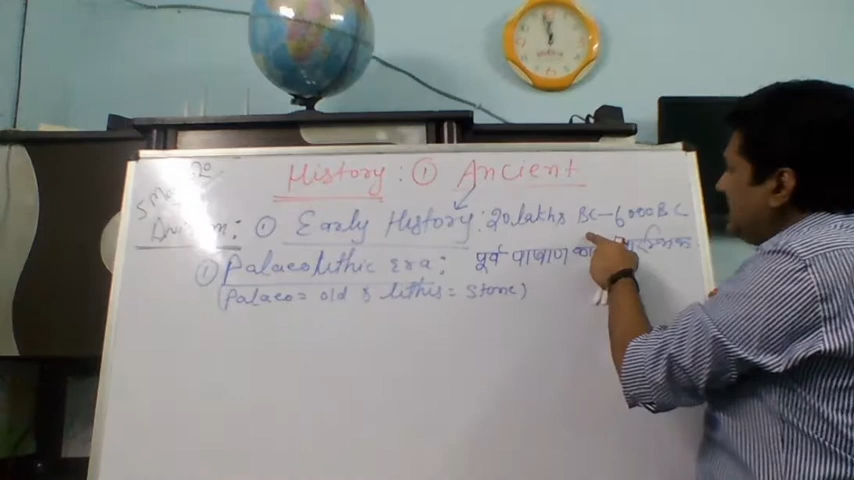 History : ① Ancient
Division : ① Early History : 20 lakhs BC - 6000 BC
① Palaeolithic Era : पूर्व पाषाण
(Palaeo = old & lithis = Stone)